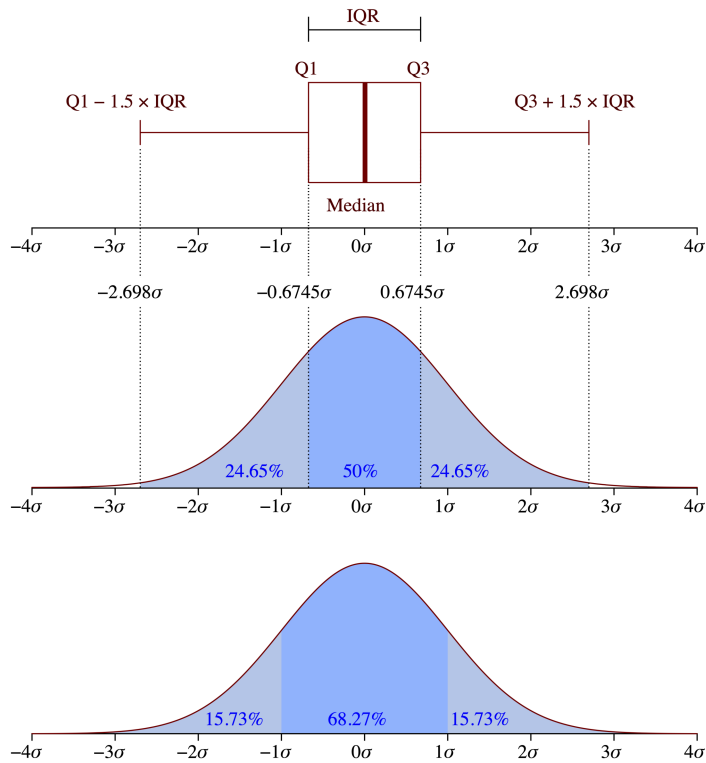 IQR
Q1 Q3
Q1 − 1.5 × IQR Q3 + 1.5 × IQR
Median
−4σ −3σ −2σ −1σ 0σ 1σ 2σ 3σ 4σ
−2.698σ −0.6745σ 0.6745σ 2.698σ
24.65% 50% 24.65%
−4σ −3σ −2σ −1σ 0σ 1σ 2σ 3σ 4σ
15.73% 68.27% 15.73%
−4σ −3σ −2σ −1σ 0σ 1σ 2σ 3σ 4σ